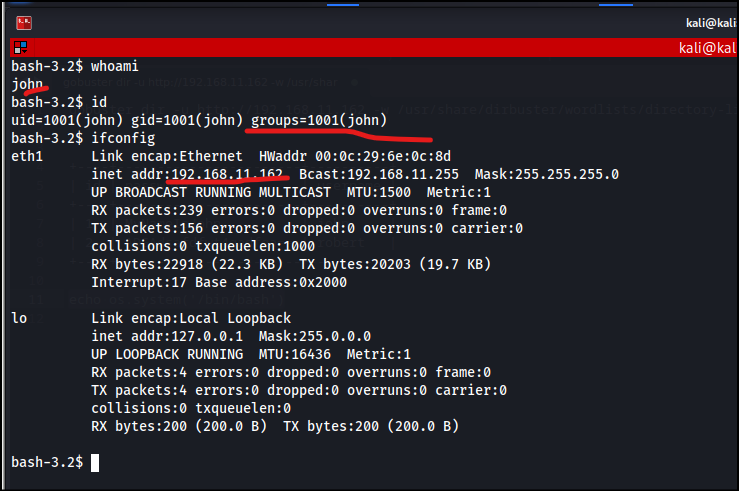 kali@kali
kali@kal
bash-3.2$ whoami
john
bash-3.2$ id
uid=1001(john) gid=1001(john) groups=1001(john)
bash-3.2$ ifconfig
eth1 Link encap:Ethernet HWaddr 00:0c:29:6e:0c:8d
inet addr:192.168.11.162 Bcast:192.168.11.255 Mask:255.255.255.0
UP BROADCAST RUNNING MULTICAST MTU:1500 Metric:1
RX packets:239 errors:0 dropped:0 overruns:0 frame:0
TX packets:156 errors:0 dropped:0 overruns:0 carrier:0
collisions:0 txqueuelen:1000
RX bytes:22918 (22.3 KB) TX bytes:20203 (19.7 KB)
Interrupt:17 Base address:0x2000
lo Link encap:Local Loopback
inet addr:127.0.0.1 Mask:255.0.0.0
UP LOOPBACK RUNNING MTU:16436 Metric:1
RX packets:4 errors:0 dropped:0 overruns:0 frame:0
TX packets:4 errors:0 dropped:0 overruns:0 carrier:0
collisions:0 txqueuelen:0
RX bytes:200 (200.0 B) TX bytes:200 (200.0 B)
bash-3.2$